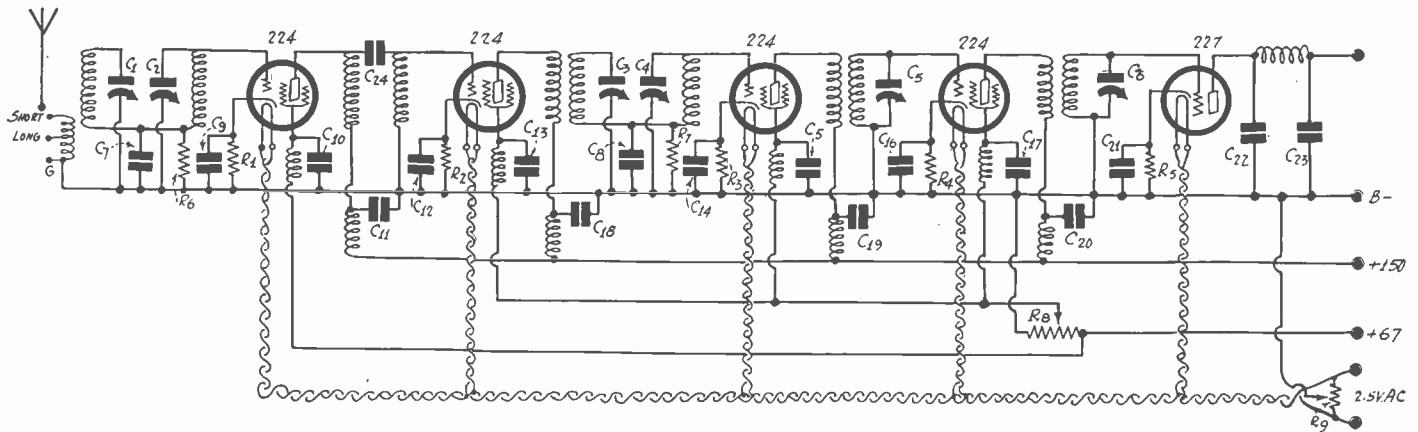 224
224
224
224
227
SHORT
LONG
G
C1
C2
C7
R6
C9
R1
C10
C24
C11
C12
R2
C13
C18
C3
C4
C8
R7
C14
R3
C5
C19
C5
C16
R4
C17
C20
C6
C21
R5
C22
C23
R8
R9
B-
+150
+67
2.5V.AC